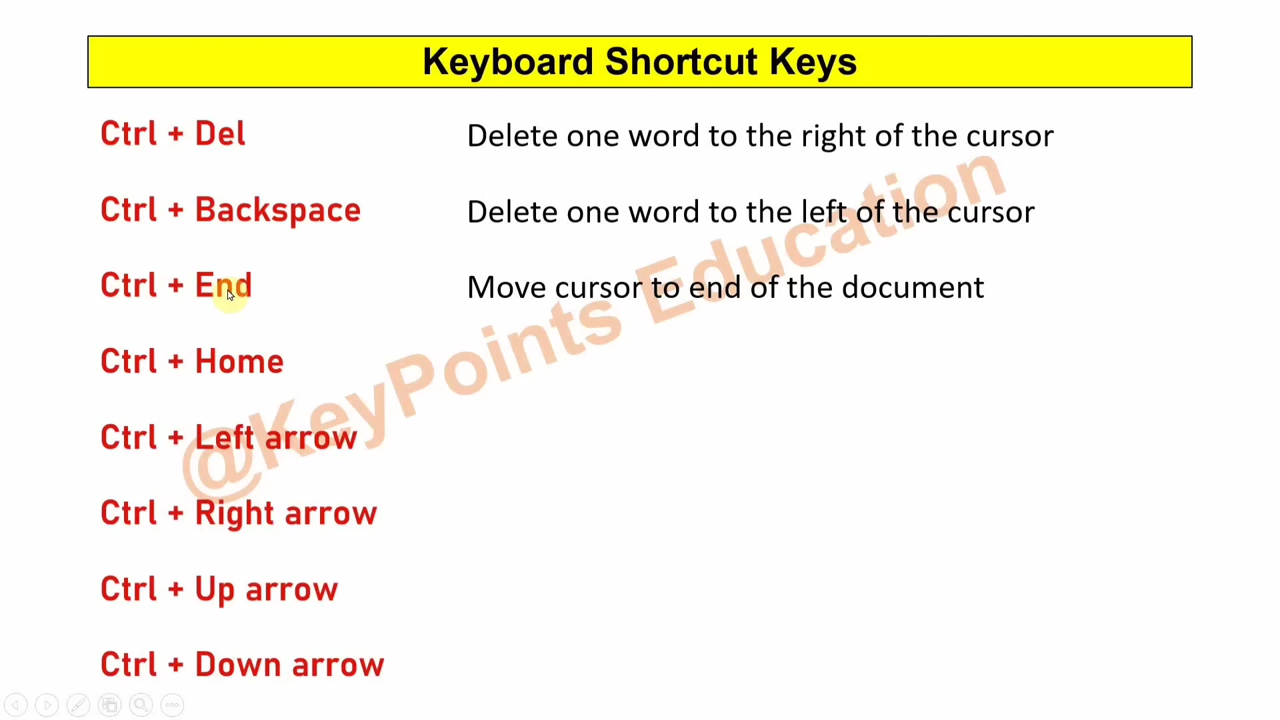 Keyboard Shortcut Keys
Ctrl + Del Delete one word to the right of the cursor
Ctrl + Backspace Delete one word to the left of the cursor
Ctrl + End Move cursor to end of the document
Ctrl + Home
Ctrl + Left arrow
Ctrl + Right arrow
Ctrl + Up arrow
Ctrl + Down arrow
@KeyPoints Education